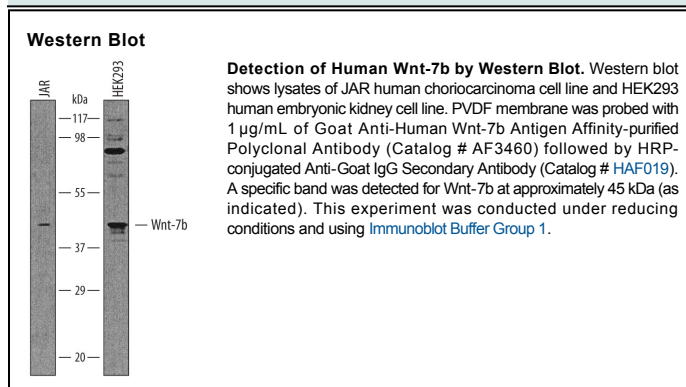 Western Blot
JAR
HEK293
kDa
117
98
55
37
29
20
Wnt-7b
Detection of Human Wnt-7b by Western Blot. Western blot
shows lysates of JAR human choriocarcinoma cell line and HEK293
human embryonic kidney cell line. PVDF membrane was probed with
1 µg/mL of Goat Anti-Human Wnt-7b Antigen Affinity-purified
Polyclonal Antibody (Catalog # AF3460) followed by HRP-
conjugated Anti-Goat IgG Secondary Antibody (Catalog # HAF019).
A specific band was detected for Wnt-7b at approximately 45 kDa (as
indicated). This experiment was conducted under reducing
conditions and using Immunoblot Buffer Group 1.